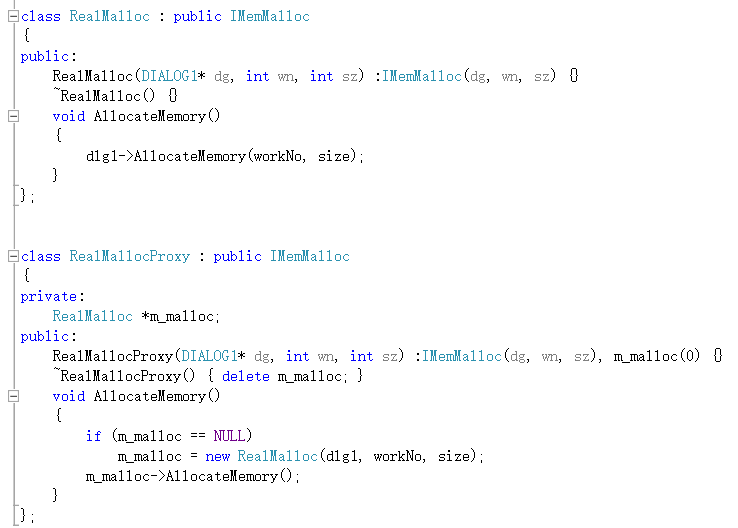 class RealMalloc : public IMemMalloc
{
public:
    RealMalloc(DIALOG1* dg, int wn, int sz) :IMemMalloc(dg, wn, sz) {}
    ~RealMalloc() {}
    void AllocateMemory()
    {
        dlg1->AllocateMemory(workNo, size);
    }
};
class RealMallocProxy : public IMemMalloc
{
private:
    RealMalloc *m_malloc;
public:
    RealMallocProxy(DIALOG1* dg, int wn, int sz) :IMemMalloc(dg, wn, sz), m_malloc(0) {}
    ~RealMallocProxy() { delete m_malloc; }
    void AllocateMemory()
    {
        if (m_malloc == NULL)
            m_malloc = new RealMalloc(dlg1, workNo, size);
        m_malloc->AllocateMemory();
    }
};